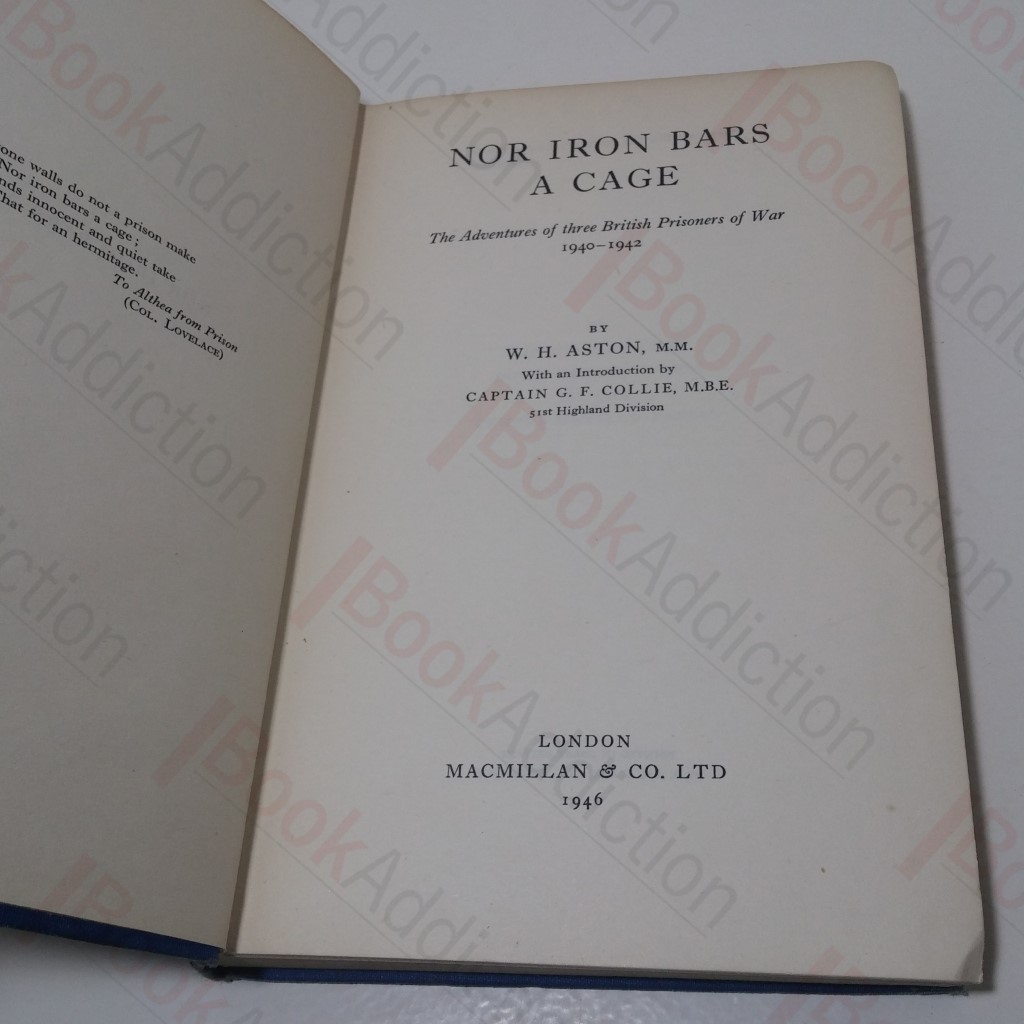 one walls do not a prison make
Nor iron bars a cage ;
nds innocent and quiet take
That for an hermitage.
To Althea from Prison
(COL. LOVELACE)
NOR IRON BARS
A CAGE
The Adventures of three British Prisoners of War
1940–1942
BY
W. H. ASTON, M.M.
With an Introduction by
CAPTAIN G. F. COLLIE, M.B.E.
51st Highland Division
LONDON
MACMILLAN & CO. LTD
1946
BookAddiction